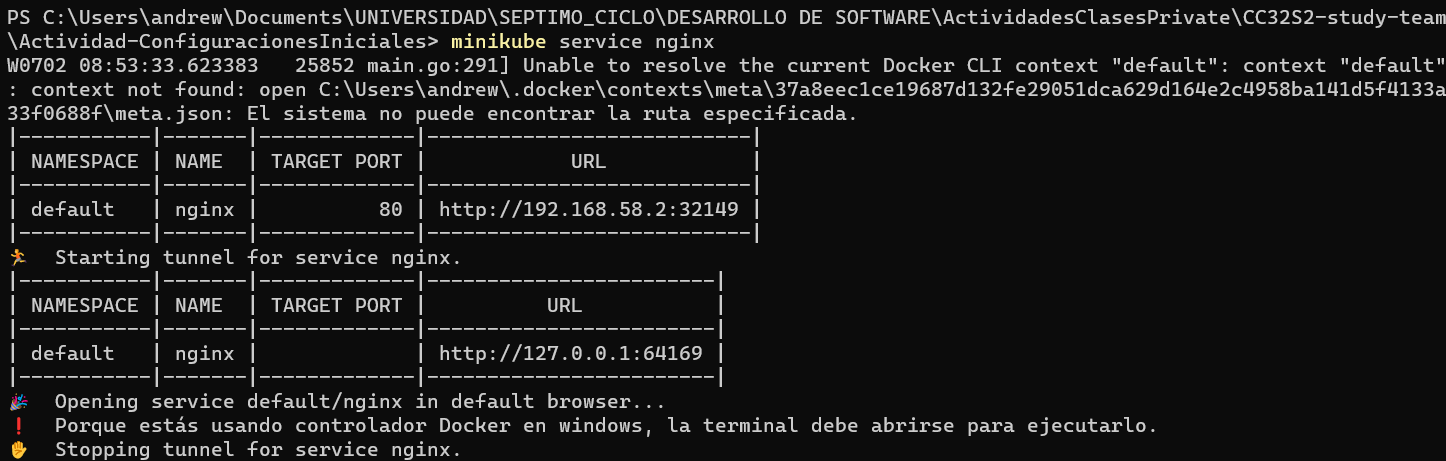 PS C:\Users\andrew\Documents\UNIVERSIDAD\SEPTIMO_CICLO\DESARROLLO DE SOFTWARE\ActividadesClasesPrivate\CC32S2-study-team
\Actividad-ConfiguracionesIniciales> minikube service nginx
W0702 08:53:33.623383   25852 main.go:291] Unable to resolve the current Docker CLI context "default": context "default"
: context not found: open C:\Users\andrew\.docker\contexts\meta\37a8eec1ce19687d132fe29051dca629d164e2c4958ba141d5f4133a
33f0688f\meta.json: El sistema no puede encontrar la ruta especificada.
|-----------|-------|-------------|---------------------------|
| NAMESPACE | NAME  | TARGET PORT |            URL            |
|-----------|-------|-------------|---------------------------|
| default   | nginx |          80 | http://192.168.58.2:32149 |
|-----------|-------|-------------|---------------------------|
🏃  Starting tunnel for service nginx.
|-----------|-------|-------------|------------------------|
| NAMESPACE | NAME  | TARGET PORT |          URL           |
|-----------|-------|-------------|------------------------|
| default   | nginx |             | http://127.0.0.1:64169 |
|-----------|-------|-------------|------------------------|
🎉  Opening service default/nginx in default browser...
❗  Porque estás usando controlador Docker en windows, la terminal debe abrirse para ejecutarlo.
✋  Stopping tunnel for service nginx.